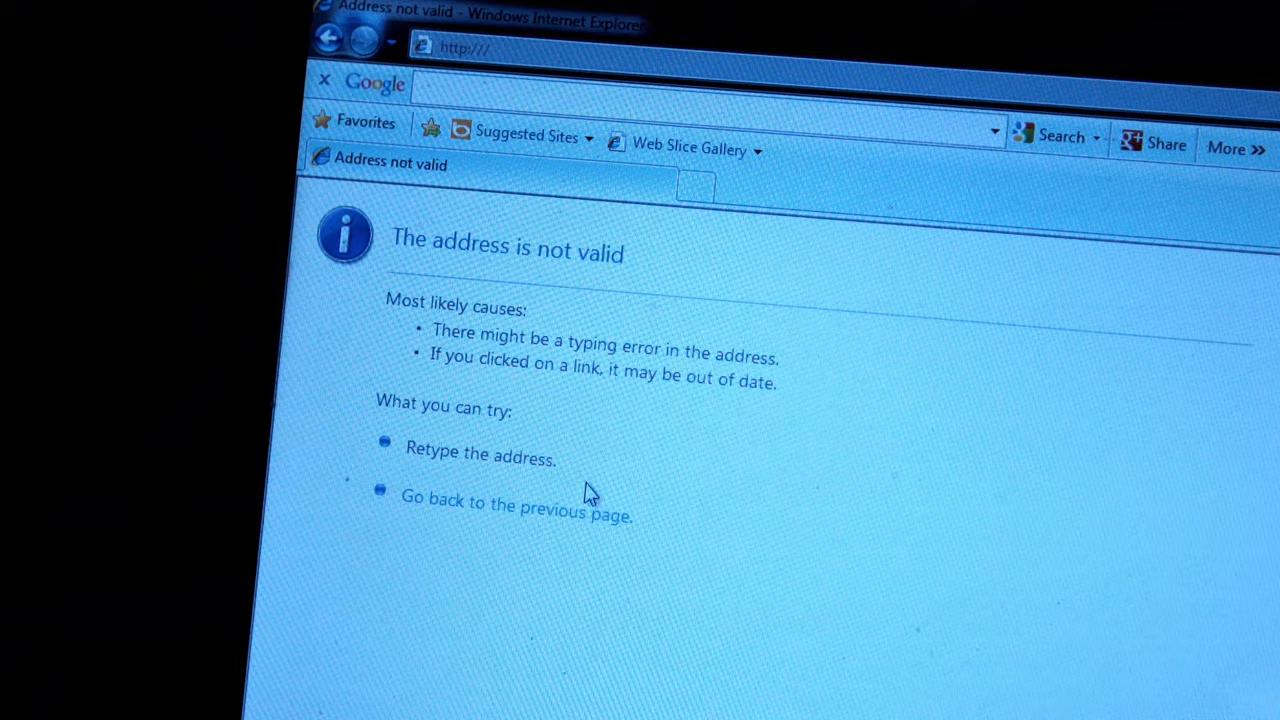 Address not valid - Windows Internet Explorer
http:///
x Google
Search
Share
More »
Favorites
Suggested Sites
Web Slice Gallery
Address not valid
The address is not valid
Most likely causes:
• There might be a typing error in the address.
• If you clicked on a link, it may be out of date.
What you can try:
Retype the address.
Go back to the previous page.